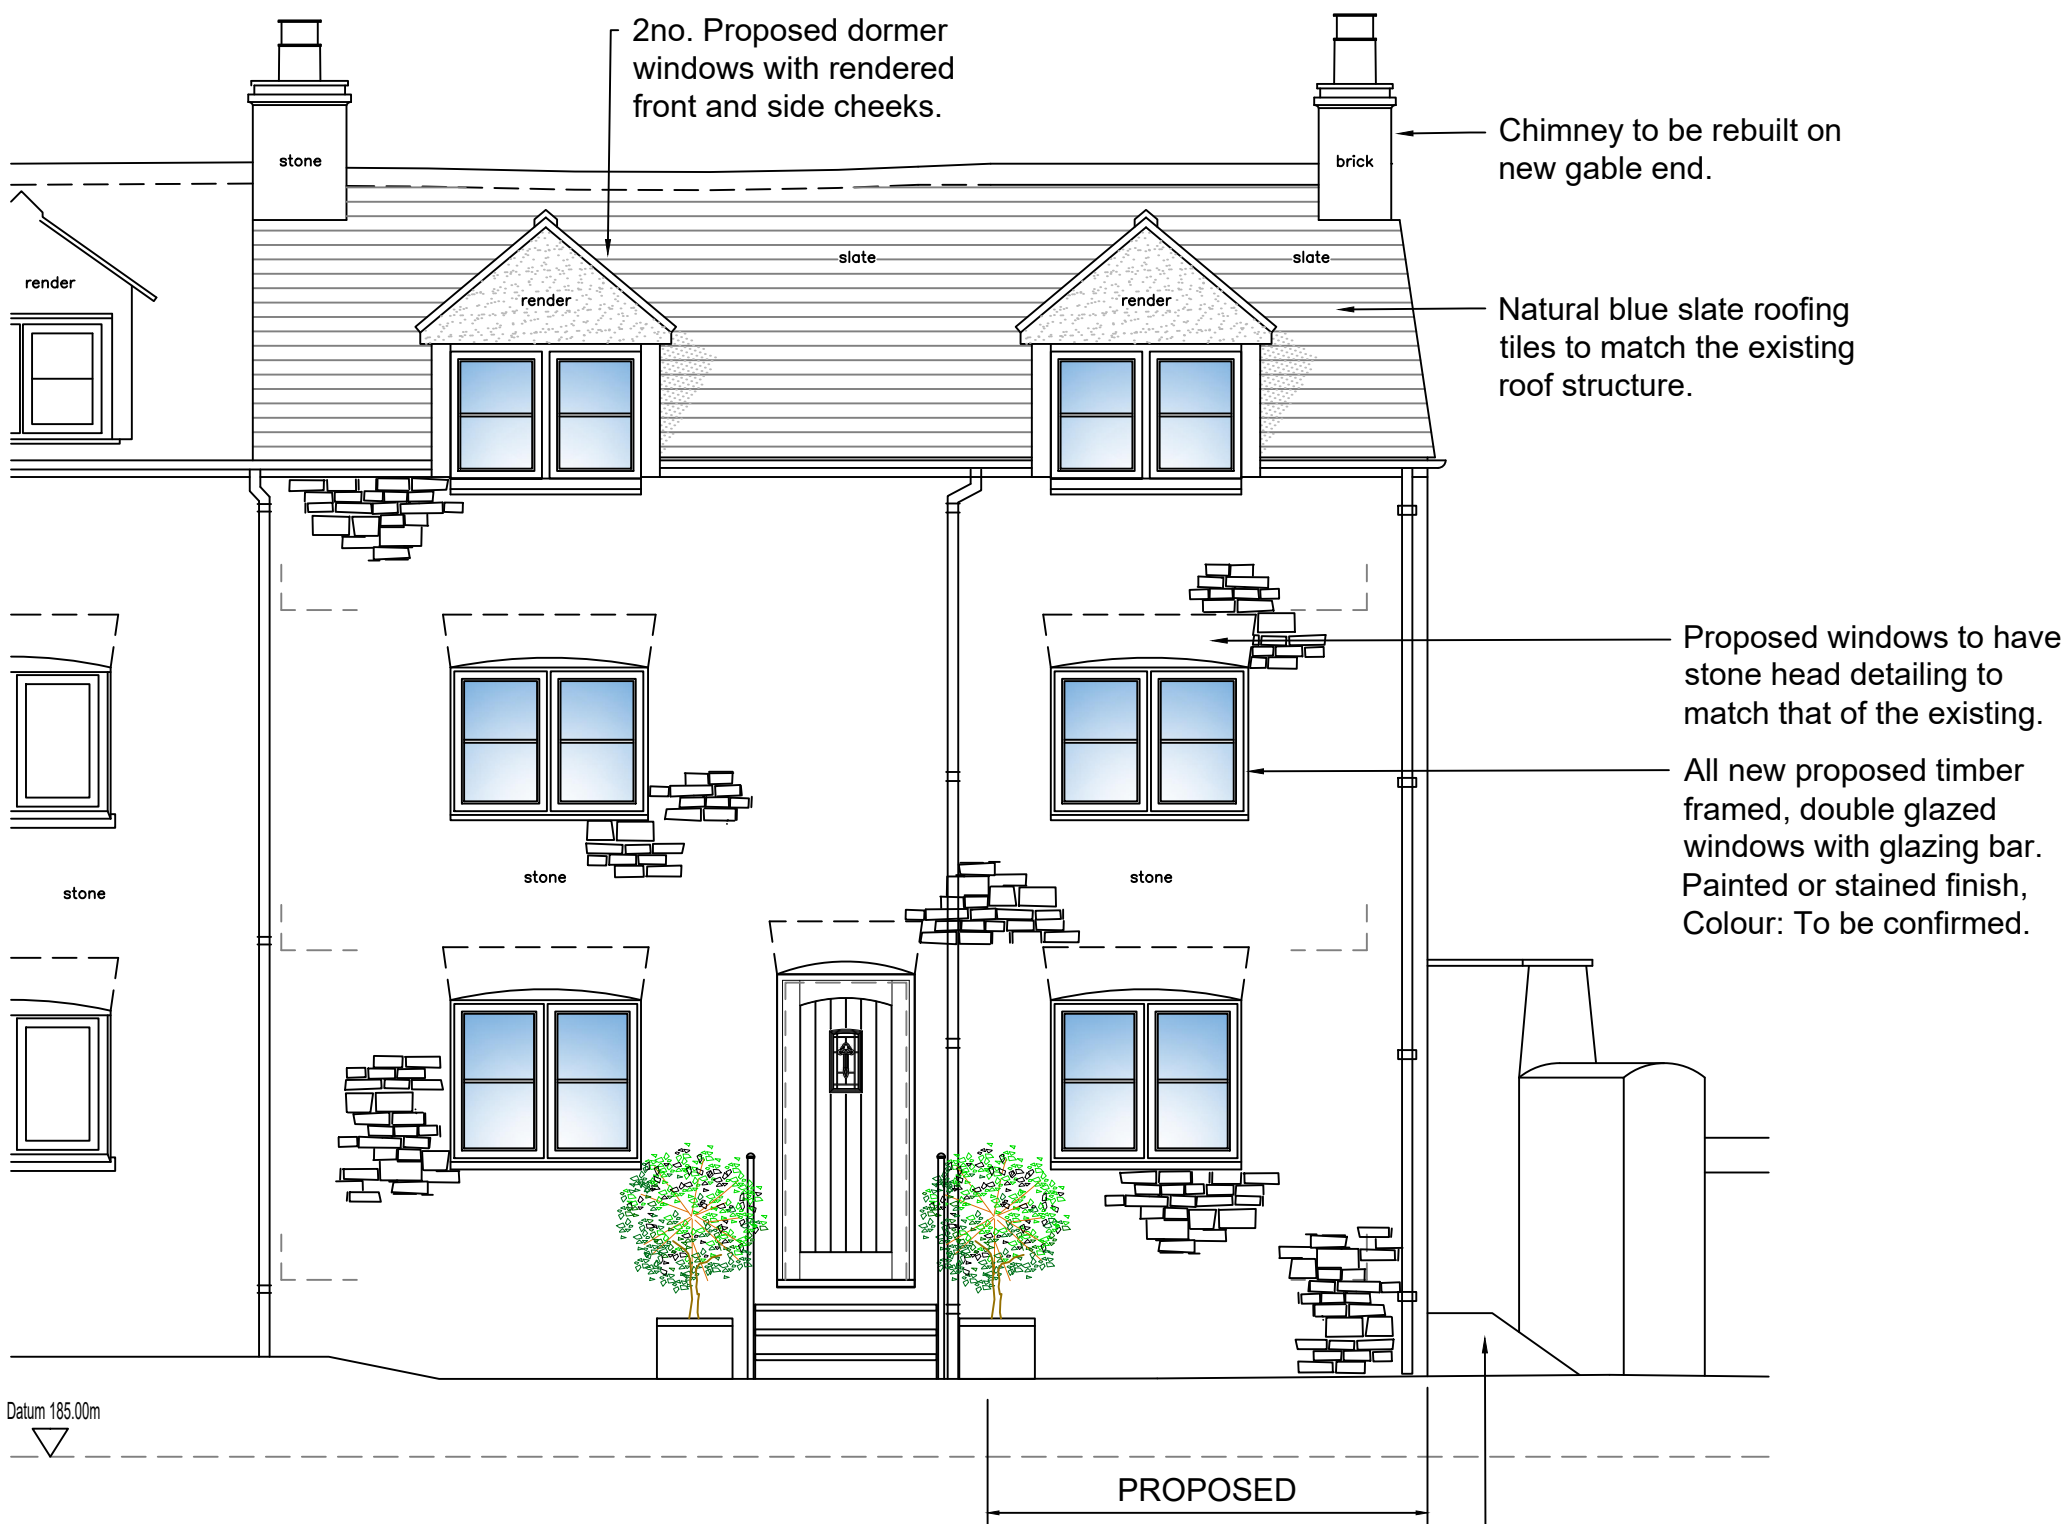 2no. Proposed dormer
windows with rendered
front and side cheeks.
Chimney to be rebuilt on
new gable end.
stone
brick
slate
slate
render
render
render
Natural blue slate roofing
tiles to match the existing
roof structure.
Proposed windows to have
stone head detailing to
match that of the existing.
All new proposed timber
framed, double glazed
windows with glazing bar.
Painted or stained finish,
Colour: To be confirmed.
stone
stone
stone
Datum 185.00m
PROPOSED